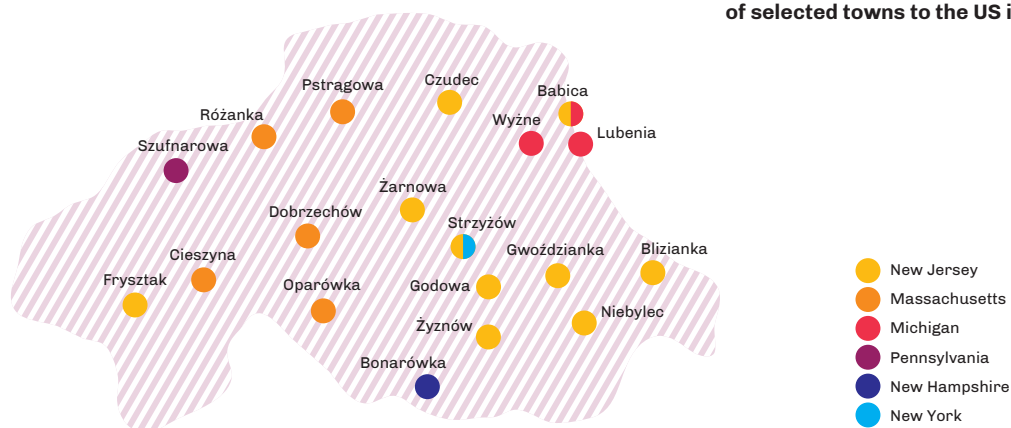 of selected towns to the US i
Czudec
Pstrągowa
Babica
Różanka
Wyżne
Lubenia
Szufnarowa
Żarnowa
Dobrzechów
Strzyżów
Gwoździanka
Blizianka
Cieszyna
Frysztak
Oparówka
Godowa
Niebylec
Żyznów
Bonarówka
New Jersey
Massachusetts
Michigan
Pennsylvania
New Hampshire
New York